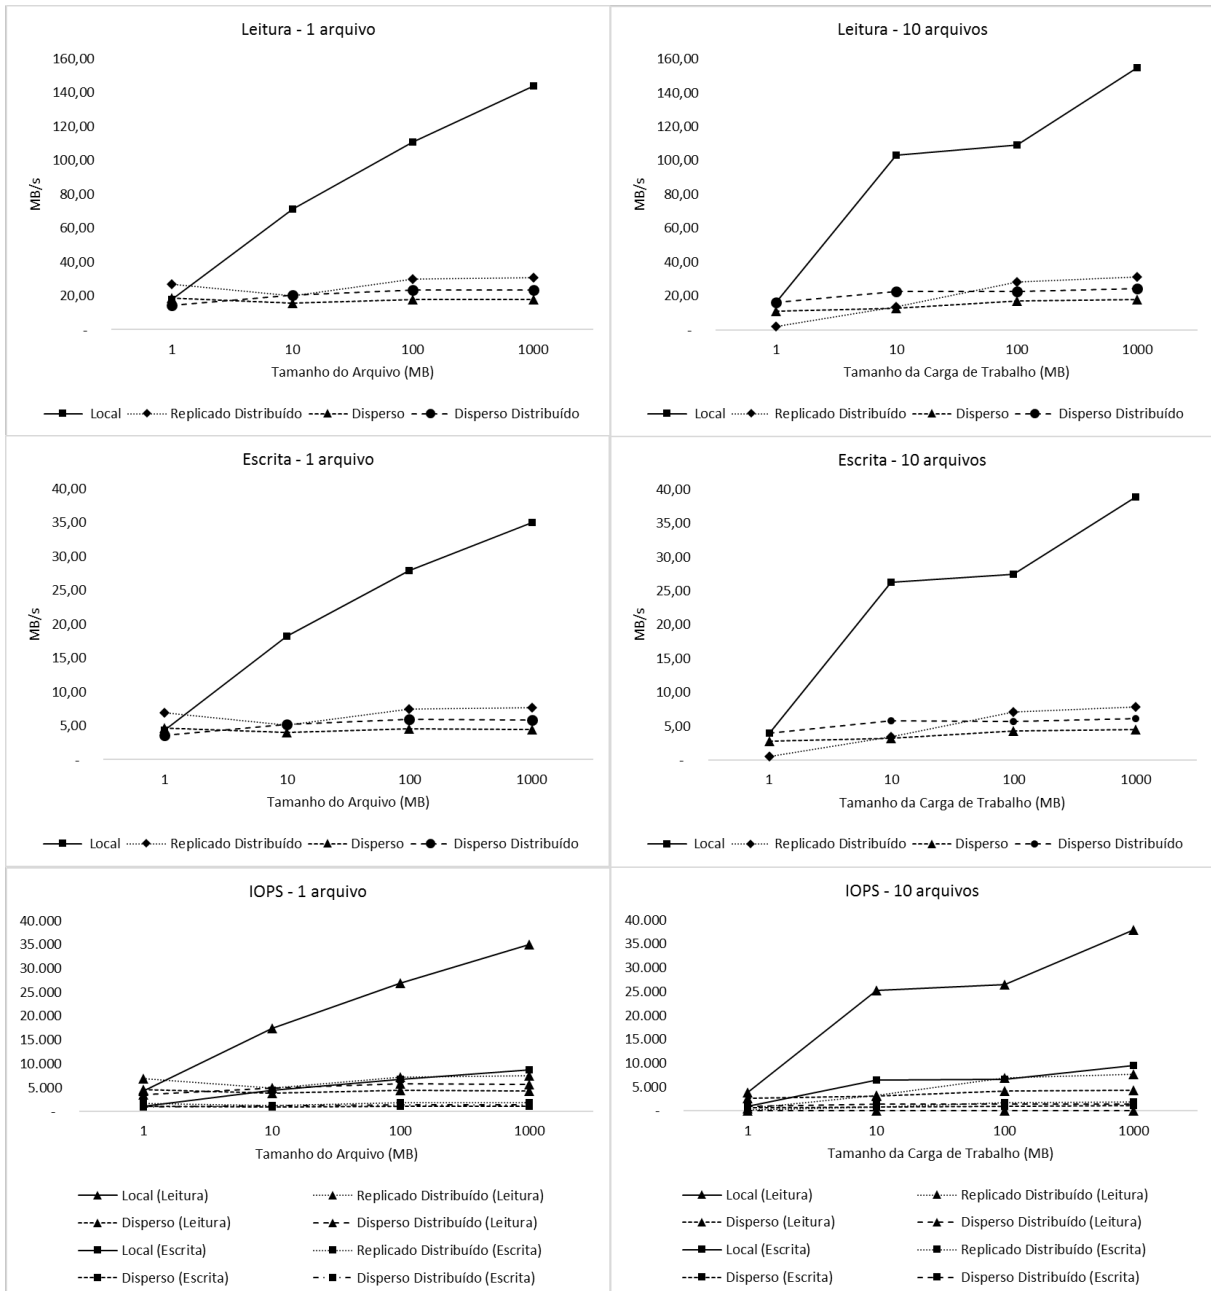 Leitura - 1 arquivo
160,00
140,00
120,00
100,00
80,00
60,00
40,00
20,00
-
MB/s
1 10 100 1000
Tamanho do Arquivo (MB)
Local Replicado Distribuído Disperso Disperso Distribuído
Leitura - 10 arquivos
160,00
140,00
120,00
100,00
80,00
60,00
40,00
20,00
-
MB/s
1 10 100 1000
Tamanho da Carga de Trabalho (MB)
Local Replicado Distribuído Disperso Disperso Distribuído
Escrita - 1 arquivo
40,00
35,00
30,00
25,00
20,00
15,00
10,00
5,00
-
MB/s
1 10 100 1000
Tamanho do Arquivo (MB)
Local Replicado Distribuído Disperso Disperso Distribuído
Escrita - 10 arquivos
40,00
35,00
30,00
25,00
20,00
15,00
10,00
5,00
-
MB/s
1 10 100 1000
Tamanho da Carga de Trabalho (MB)
Local Replicado Distribuído Disperso Disperso Distribuído
IOPS - 1 arquivo
40.000
35.000
30.000
25.000
20.000
15.000
10.000
5.000
-
1 10 100 1000
Tamanho do Arquivo (MB)
Local (Leitura) Replicado Distribuído (Leitura)
Disperso (Leitura) Disperso Distribuído (Leitura)
Local (Escrita) Replicado Distribuído (Escrita)
Disperso (Escrita) Disperso Distribuído (Escrita)
IOPS - 10 arquivos
40.000
35.000
30.000
25.000
20.000
15.000
10.000
5.000
-
1 10 100 1000
Tamanho da Carga de Trabalho (MB)
Local (Leitura) Replicado Distribuído (Leitura)
Disperso (Leitura) Disperso Distribuído (Leitura)
Local (Escrita) Replicado Distribuído (Escrita)
Disperso (Escrita) Disperso Distribuído (Escrita)